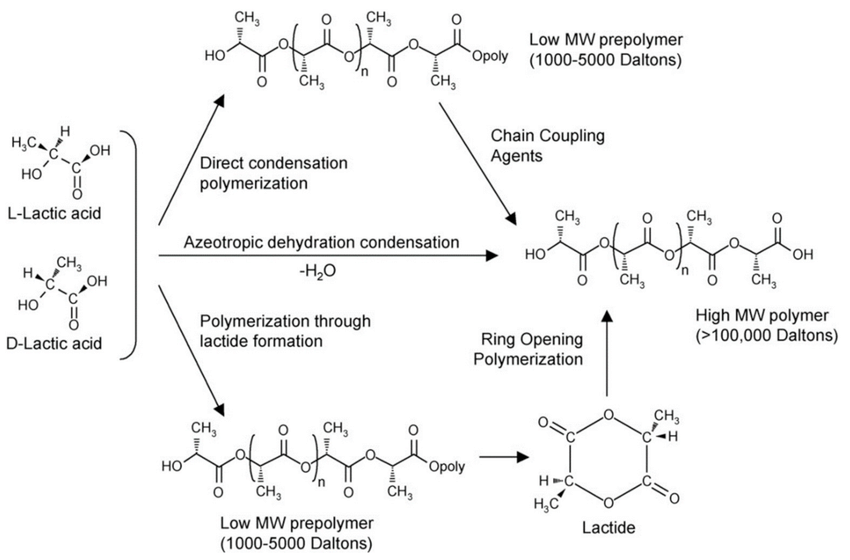 CH₃ O CH₃ O
HO O O O Opoly
O CH₃ n O CH₃
Low MW prepolymer
(1000-5000 Daltons)
H
H₃C C OH
HO C
O
L-Lactic acid
Direct condensation
polymerization
Chain Coupling
Agents
Azeotropic dehydration condensation
-H₂O
CH₃ O CH₃ O
HO O O O OH
O CH₃ n O CH₃
High MW polymer
(>100,000 Daltons)
H CH₃
C OH
HO C
O
D-Lactic acid
Polymerization through
lactide formation
Ring Opening
Polymerization
CH₃ O CH₃ O
HO O O O Opoly
O CH₃ n O CH₃
Low MW prepolymer
(1000-5000 Daltons)
O O CH₃
C C H
H C C
H₃C O O
Lactide